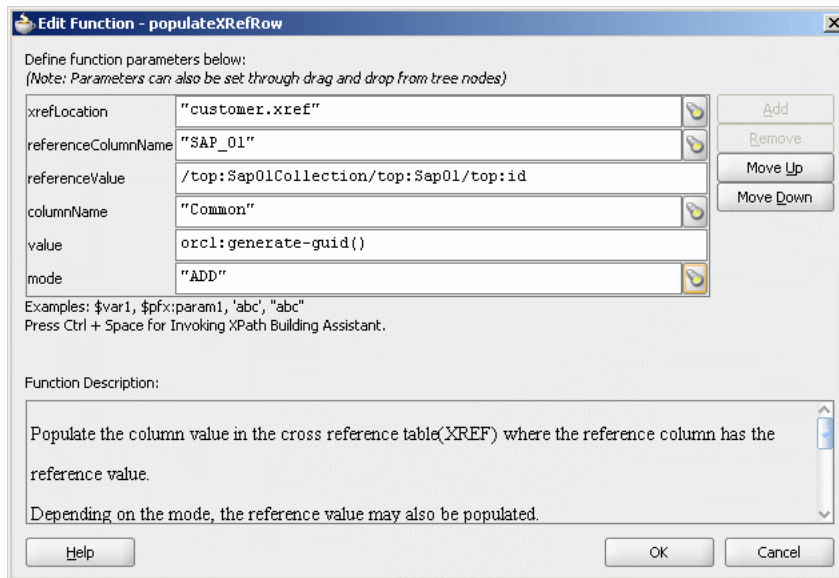 Edit Function - populateXRefRow
Define function parameters below:
(Note: Parameters can also be set through drag and drop from tree nodes)
xrefLocation "customer.xref" Add
referenceColumnName "SAP_01" Remove
referenceValue /top:Sap01Collection/top:Sap01/top:id Move Up
columnName "Common" Move Down
value orcl:generate-guid()
mode "ADD"
Examples: $var1, $pfx:param1, 'abc', "abc"
Press Ctrl + Space for Invoking XPath Building Assistant.
Function Description:
Populate the column value in the cross reference table(XREF) where the reference column has the
reference value.
Depending on the mode, the reference value may also be populated.
Help OK Cancel